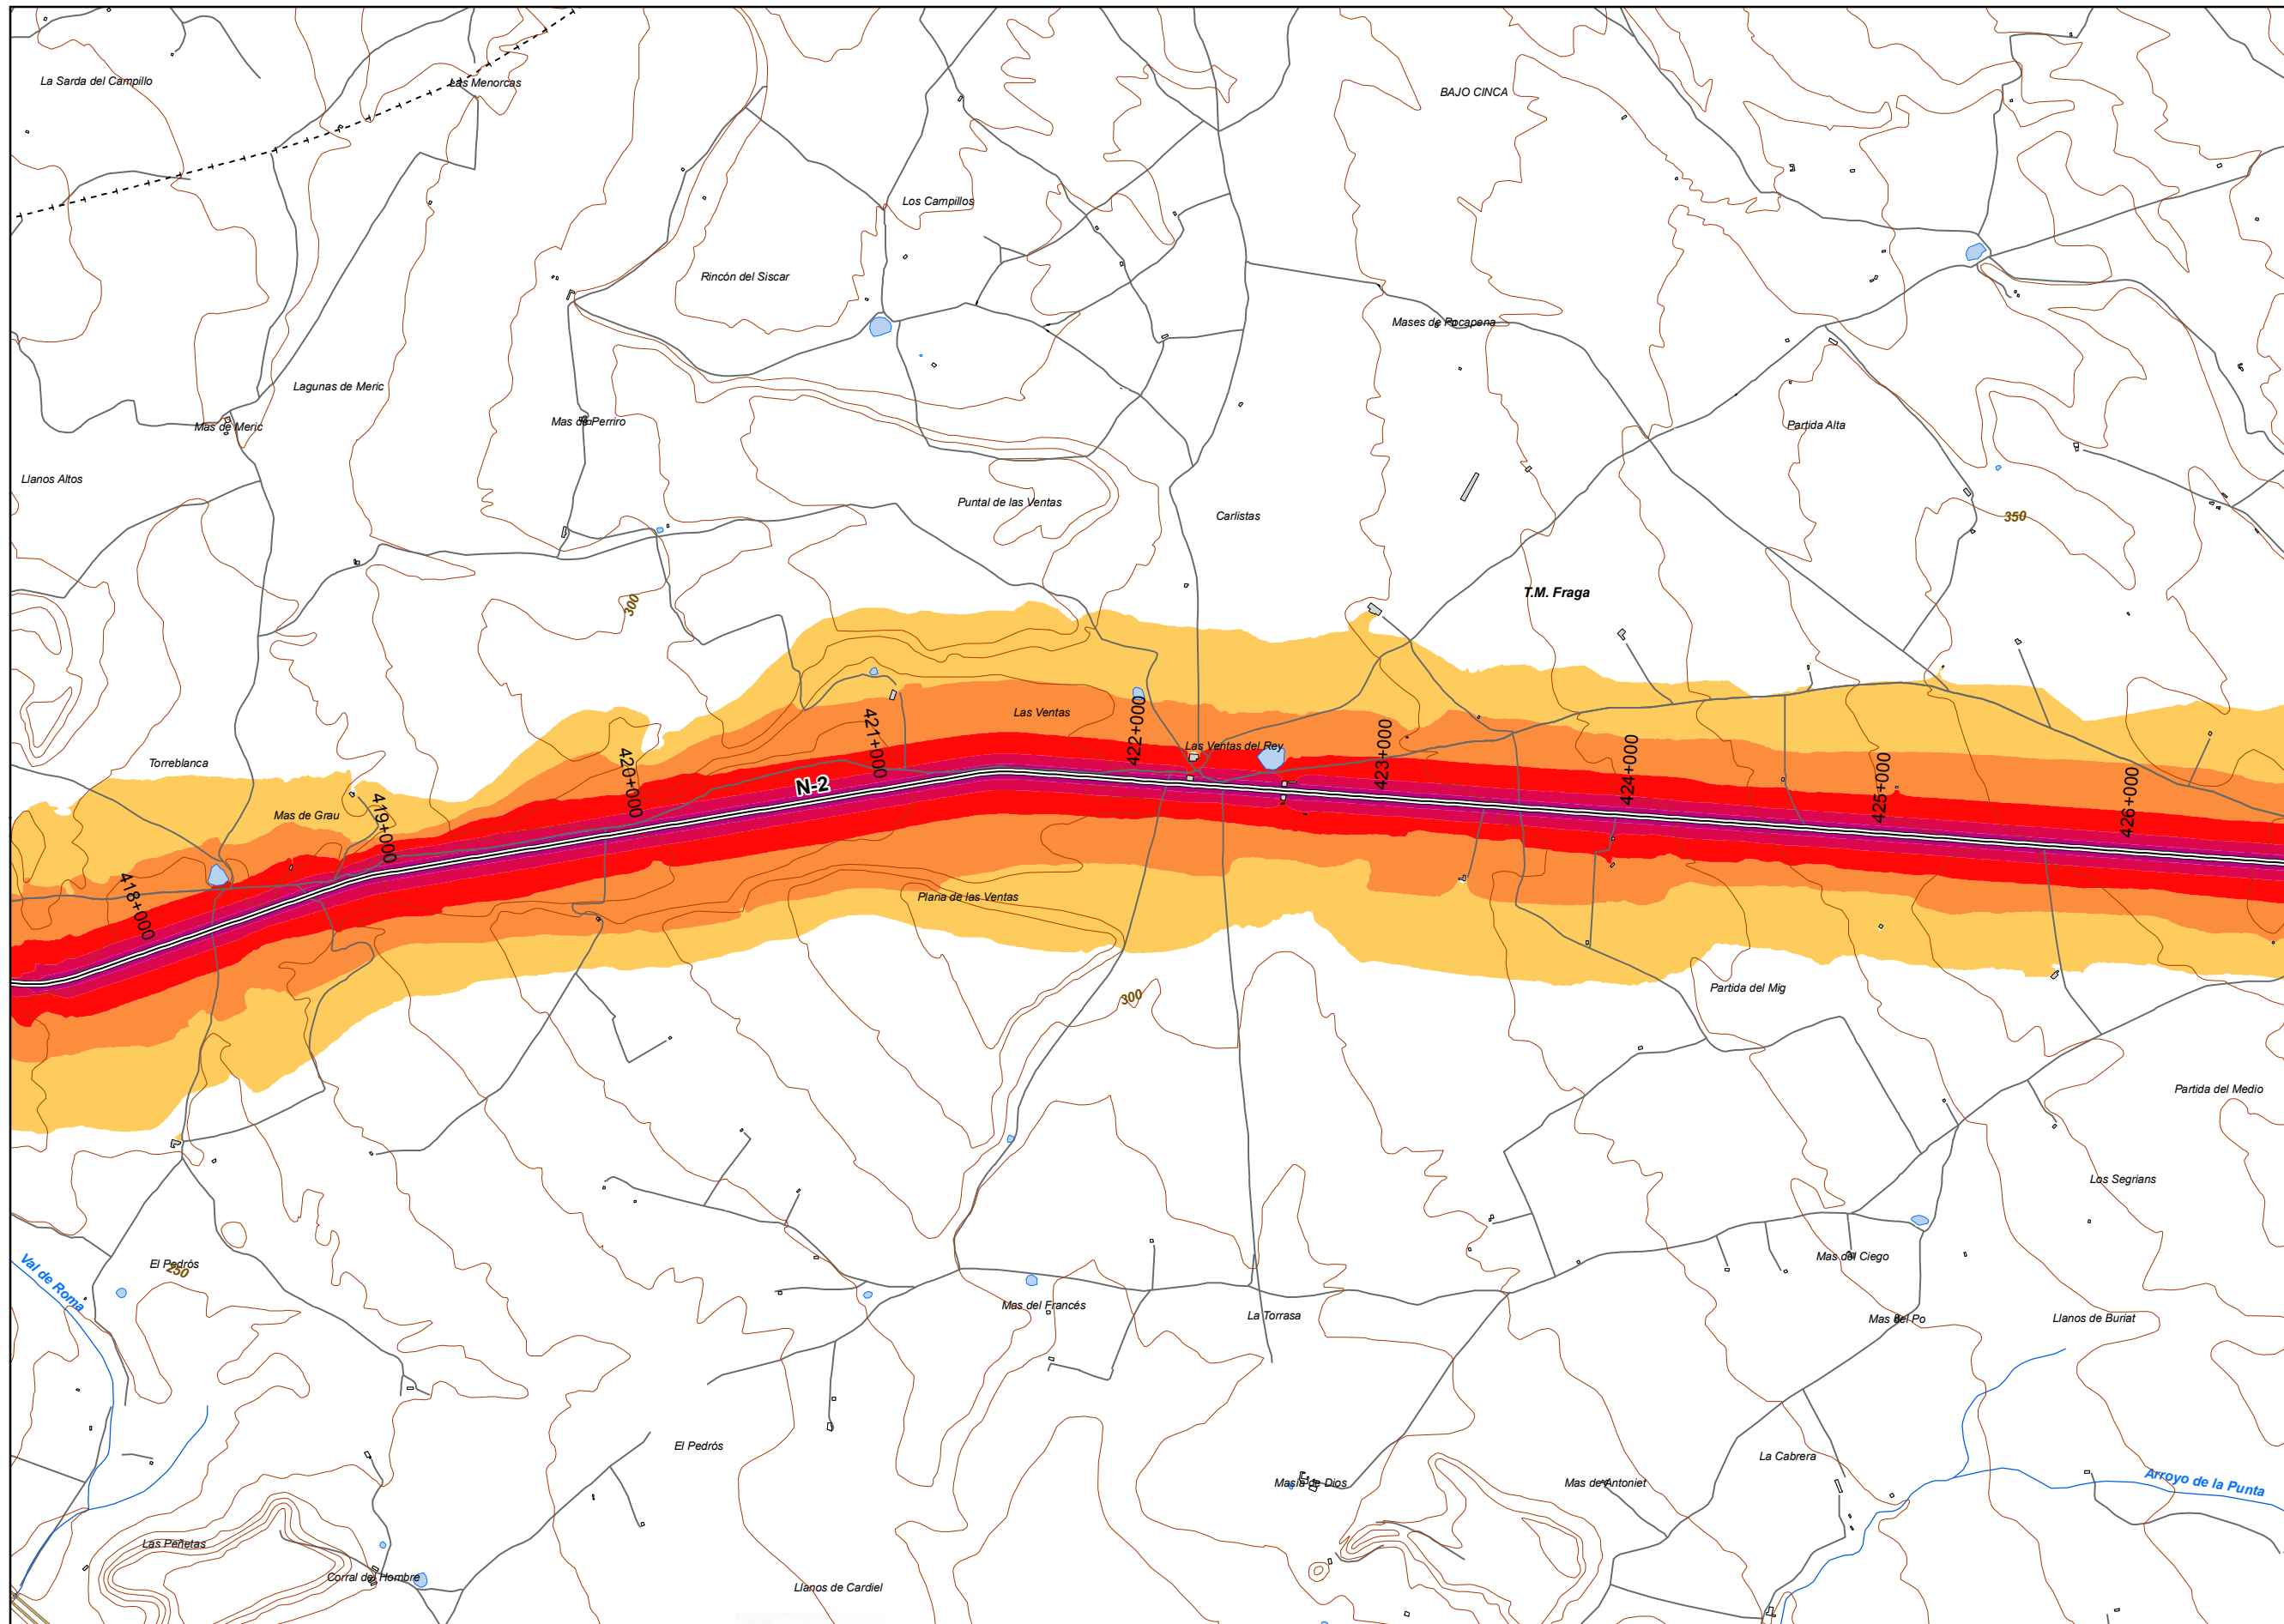 La Sarda del Campillo
Las Menorcas
BAJO CINCA
Los Campillos
Rincón del Siscar
Mases de Pocapena
Lagunas de Meric
Mas de Meric
Mas de Perriro
Partida Alta
Llanos Altos
Puntal de las Ventas
Carlistas
350
T.M. Fraga
300
Las Ventas
Las Ventas del Rey
Torreblanca
Mas de Grau
N-2
418+000
419+000
420+000
421+000
422+000
423+000
424+000
425+000
426+000
Plana de las Ventas
Partida del Mig
300
Partida del Medio
Los Segrians
Val de Roma
El Pedrós
250
Mas del Ciego
Mas del Francés
La Torrasa
Mas del Po
Llanos de Buriat
El Pedrós
La Cabrera
Masía de Dios
Mas de Antoniet
Arroyo de la Punta
Las Peñetas
Corral del Hombre
Llanos de Cardiel